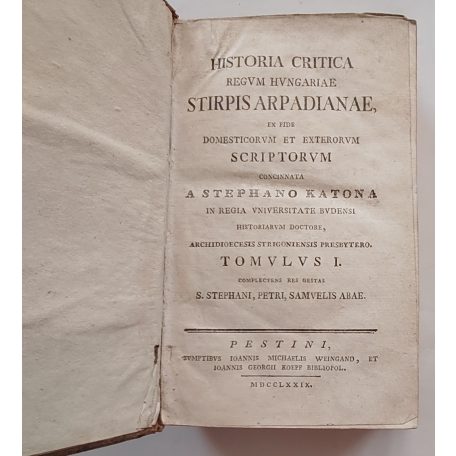 HISTORIA CRITICA
REGVM HVNGARIAE
STIRPIS ARPADIANAE,
EX FIDE
DOMESTICORVM ET EXTERORVM
SCRIPTORVM
CONCINNATA
A STEPHANO KATONA
IN REGIA VNIVERSITATE BVDENSI
HISTORIARVM DOCTORE,
ARCHIDIOECESIS STRIGONIENSIS PRESBYTERO.
TOMVLVS I.
COMPLECTENS RES GESTAS
S. STEPHANI, PETRI, SAMVELIS ABAE.
PESTINI,
SUMPTIBVS IOANNIS MICHAELIS WEINGAND, ET
IOANNIS GEORGII KOEPF BIBLIOPOL.
MDCCLXXIX.